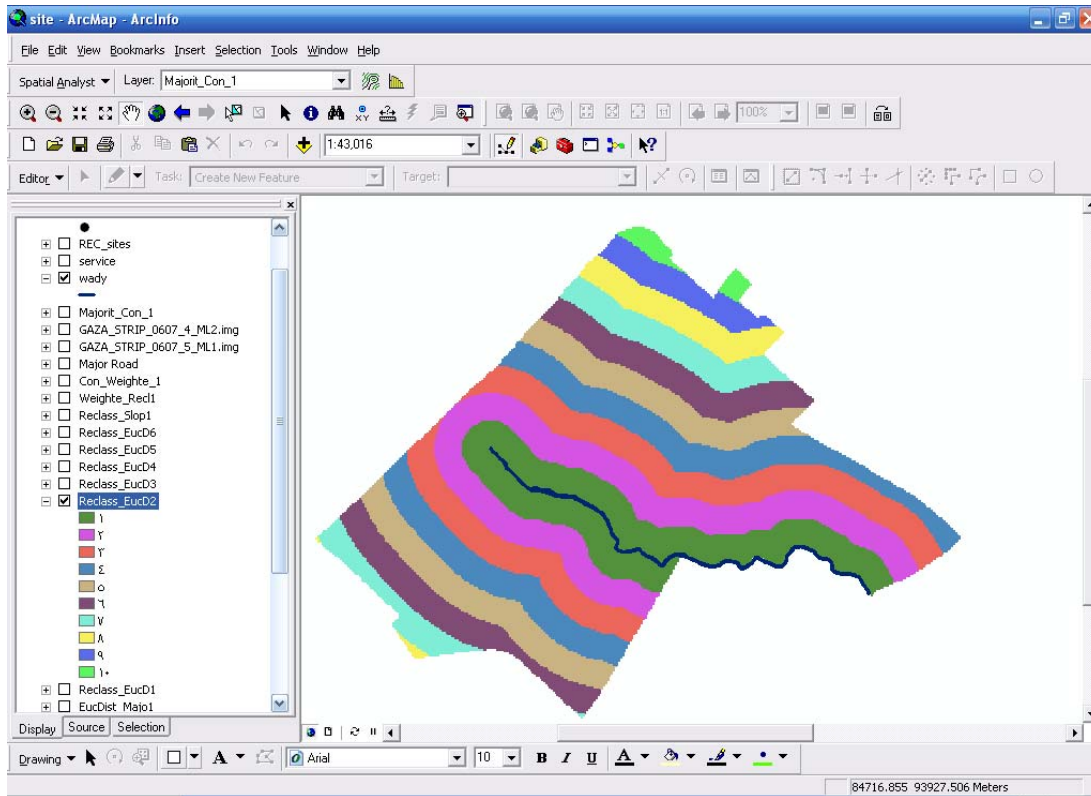 site - ArcMap - ArcInfo
File Edit View Bookmarks Insert Selection Tools Window Help
Spatial Analyst Layer: Majorit_Con_1
100%
1:43,016
Editor Task: Create New Feature Target:
REC_sites
service
wady
Majorit_Con_1
GAZA_STRIP_0607_4_ML2.img
GAZA_STRIP_0607_5_ML1.img
Major Road
Con_Weighte_1
Weighte_Recl1
Reclass_Slop1
Reclass_EucD6
Reclass_EucD5
Reclass_EucD4
Reclass_EucD3
Reclass_EucD2
١
٢
٣
٤
٥
٦
٧
٨
٩
١٠
Reclass_EucD1
EucDist_Majo1
Display Source Selection
Drawing A Arial 10 B I U A
84716.855 93927.506 Meters